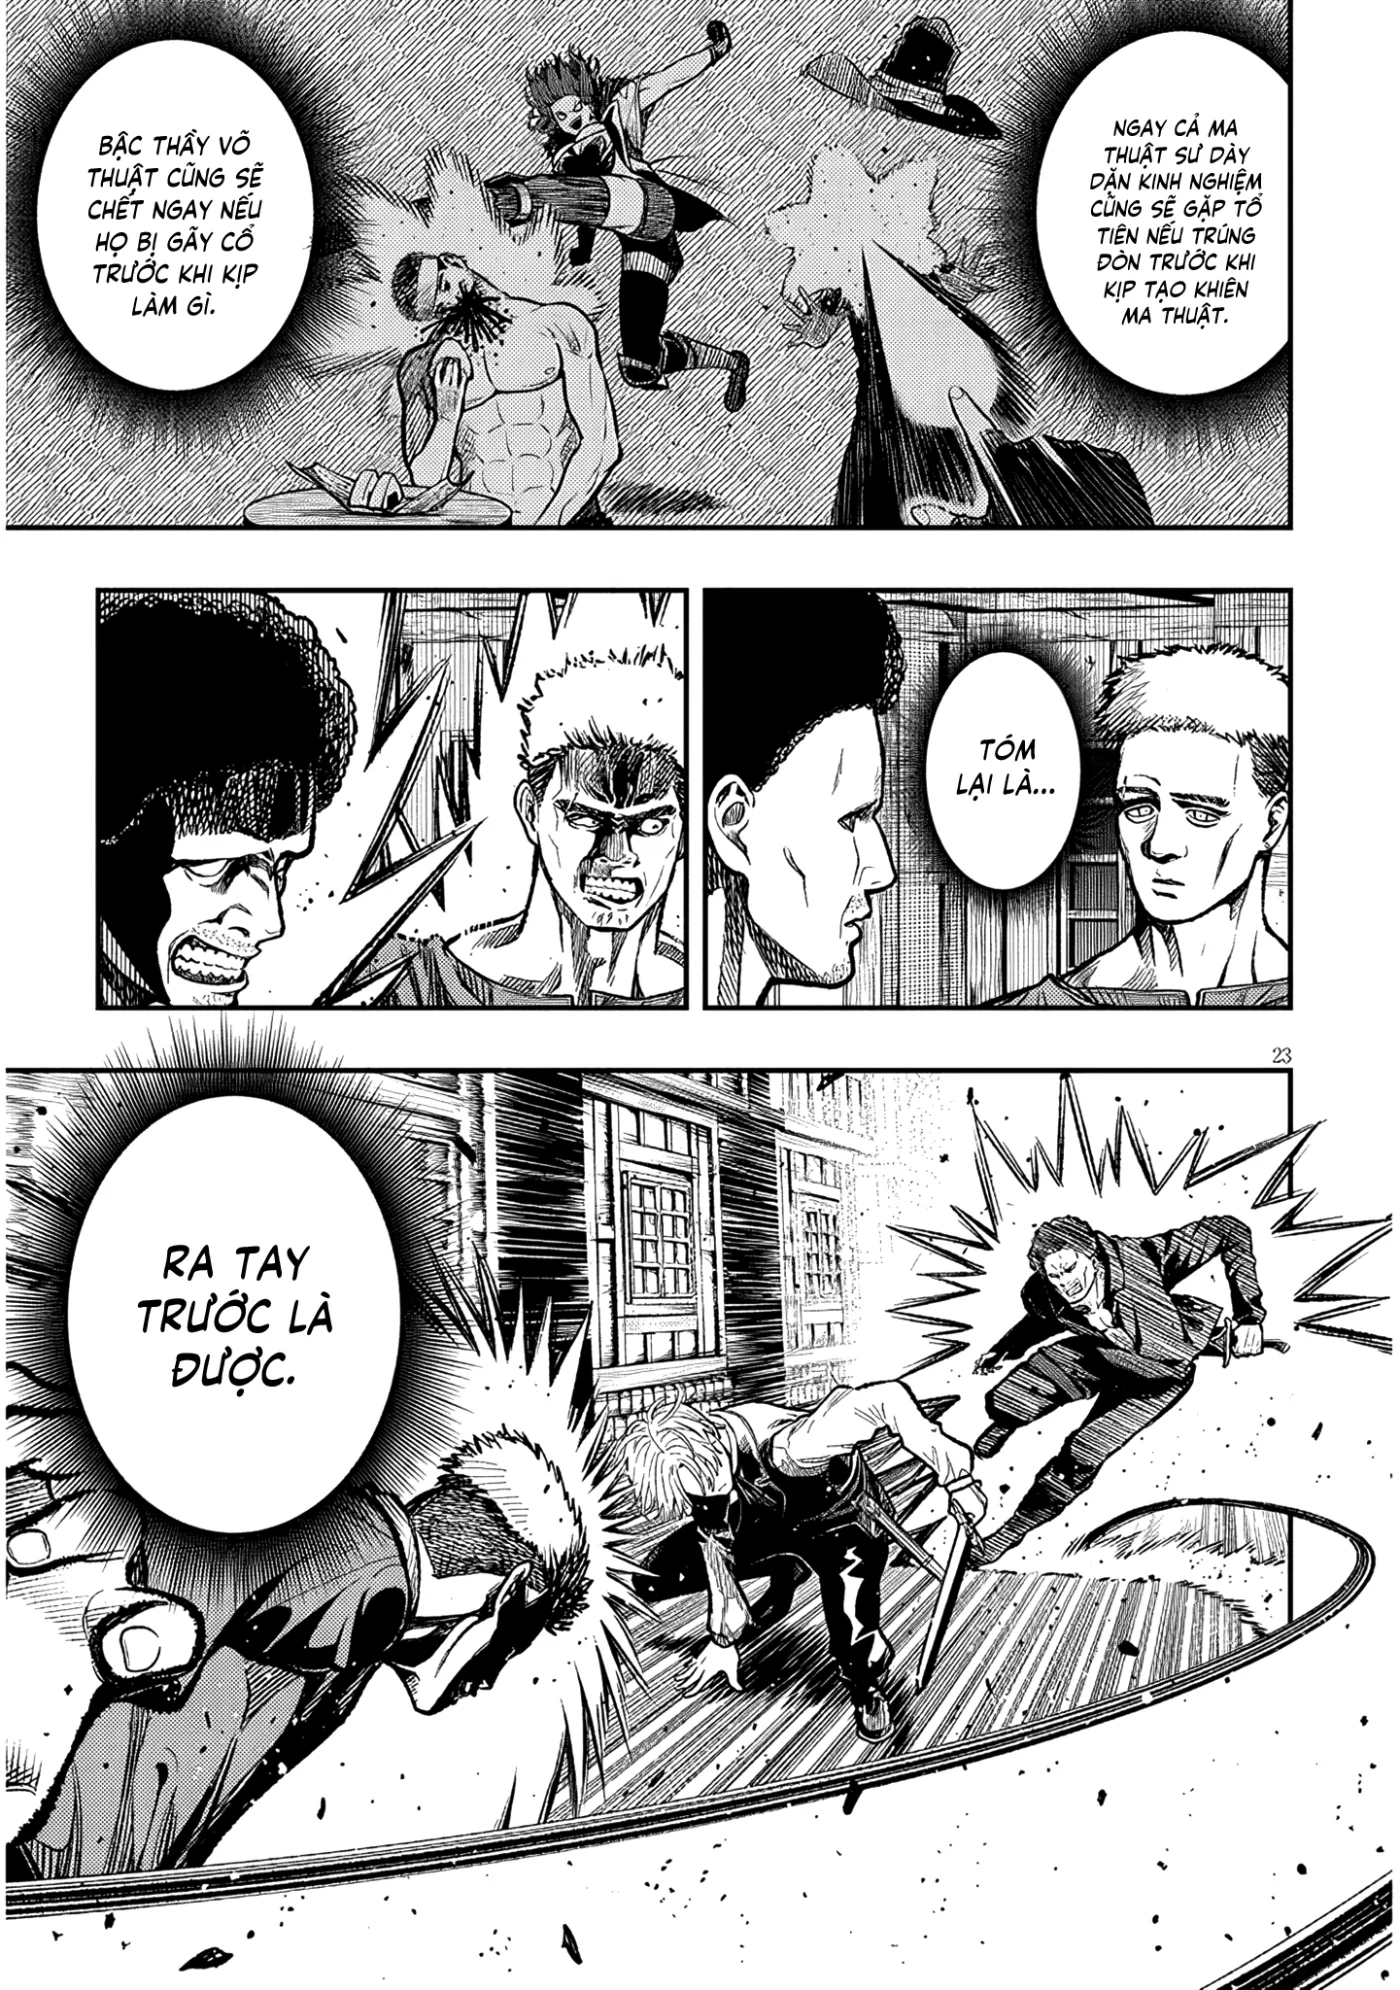 NGAY CẢ MA
THUẬT SƯ DÀY
DẶN KINH NGHIỆM
CŨNG SẼ GẶP TỔ
TIÊN NẾU TRÚNG
ĐÒN TRƯỚC KHI
KỊP TẠO KHIÊN
MA THUẬT.
BẬC THẦY VÕ
THUẬT CŨNG SẼ
CHẾT NGAY NẾU
HỌ BỊ GÃY CỔ
TRƯỚC KHI KỊP
LÀM GÌ.
TÓM
LẠI LÀ...
23
RA TAY
TRƯỚC LÀ
ĐƯỢC.